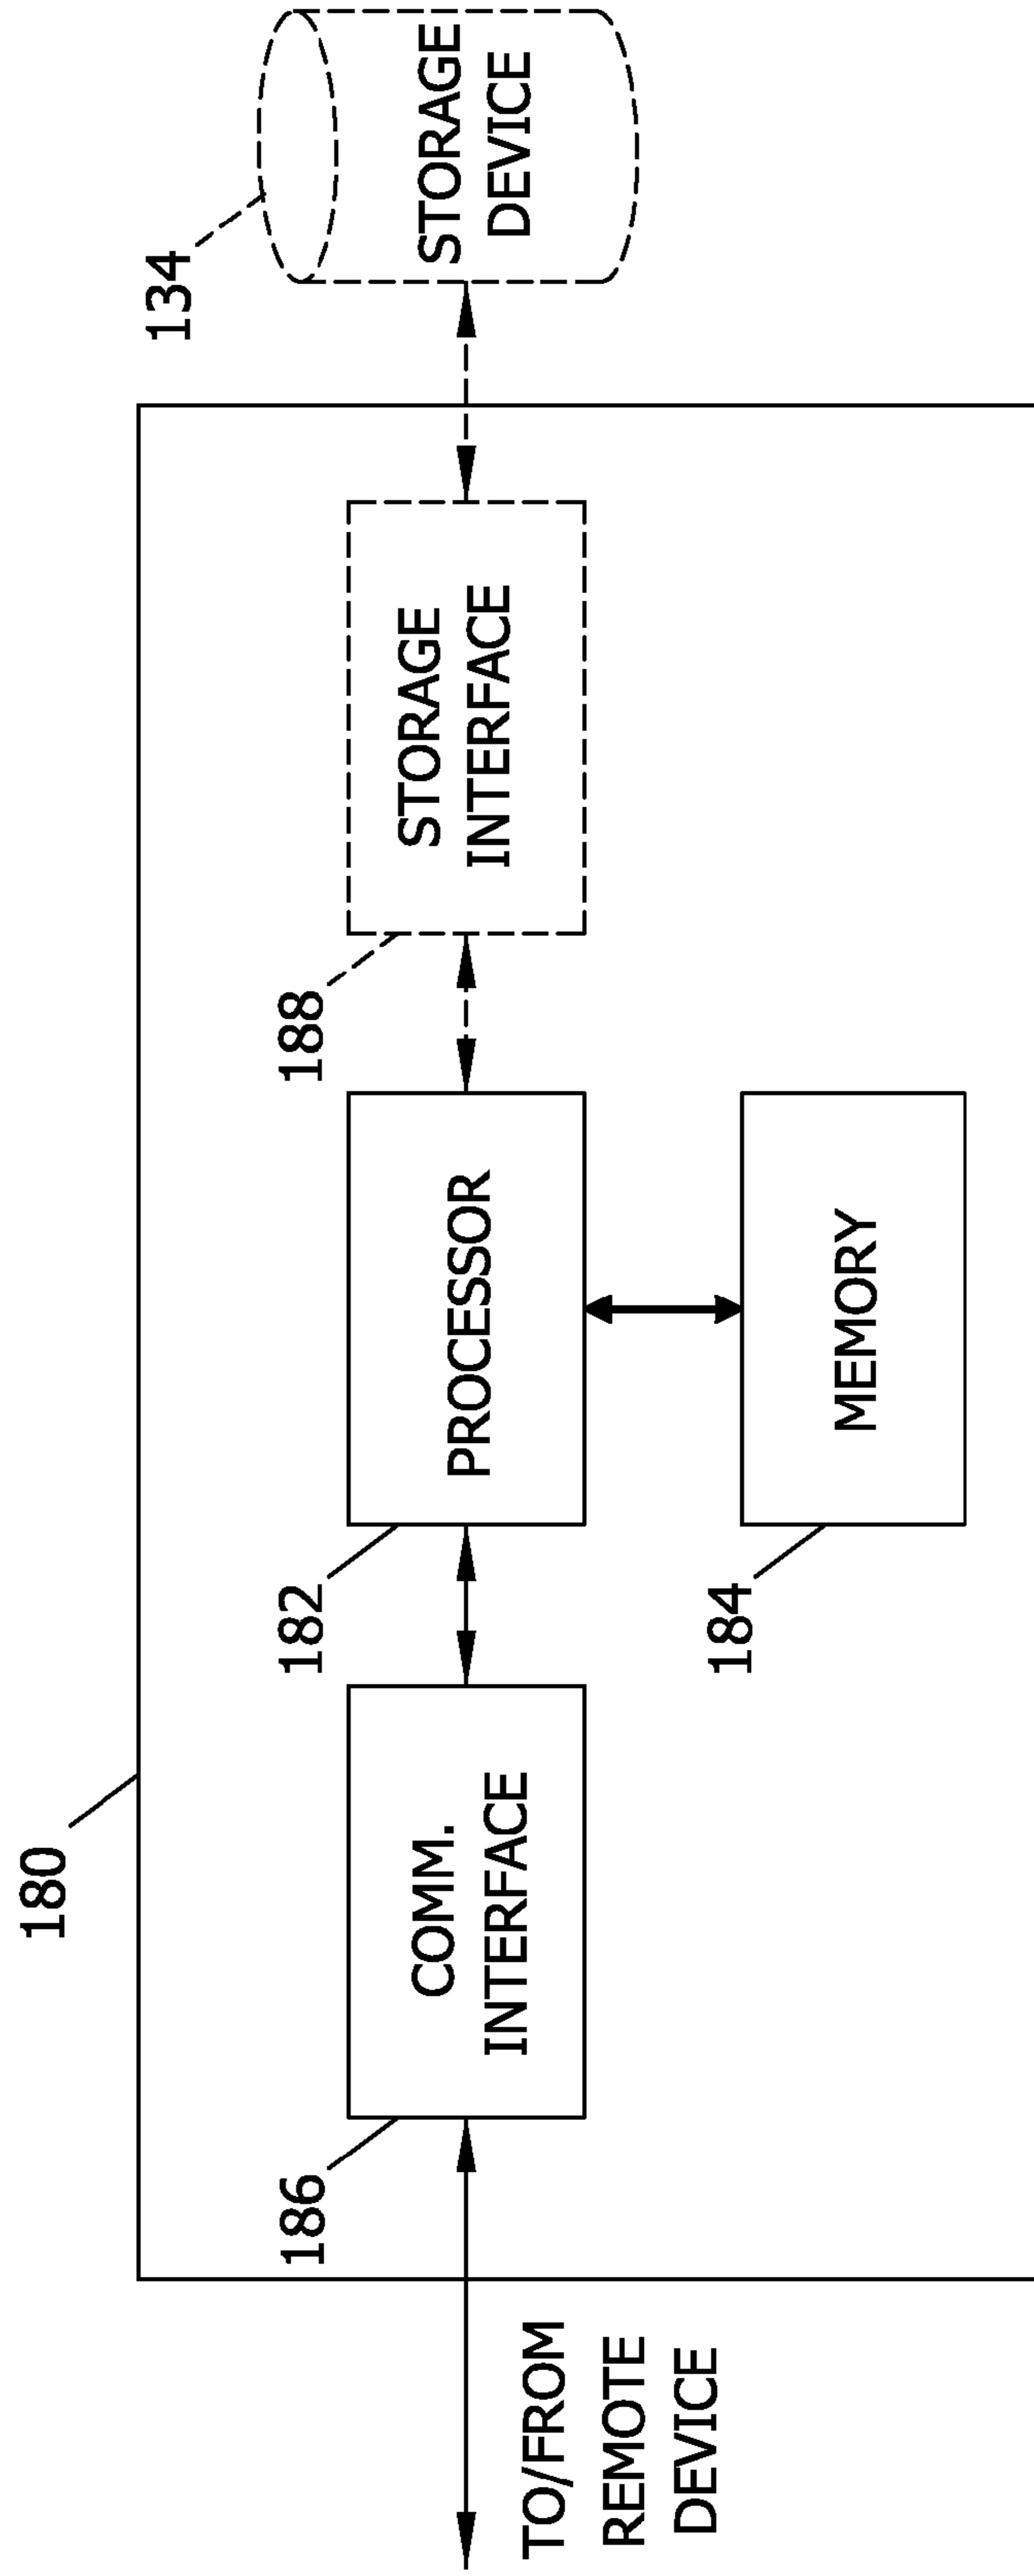 180
134
186
182
188
COMM.
INTERFACE
PROCESSOR
STORAGE
INTERFACE
STORAGE
DEVICE
TO/FROM
REMOTE
DEVICE
184
MEMORY